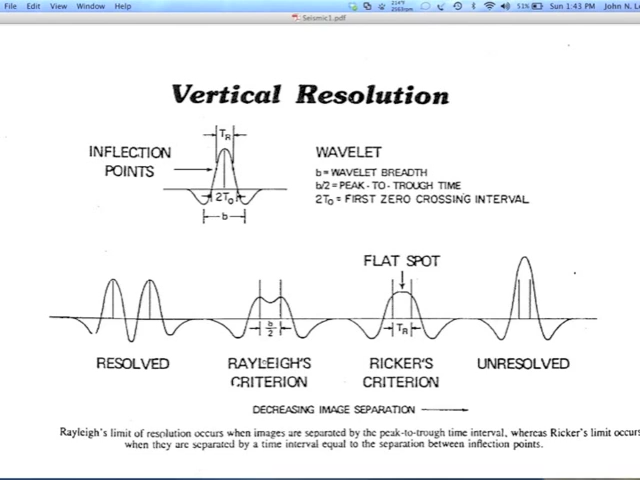 File Edit View Window Help
51% Sun 1:43 PM John N. L
Seismic1.pdf
Vertical Resolution
T_R
INFLECTION
POINTS
2T₀
b
WAVELET
b = WAVELET BREADTH
b/2 = PEAK - TO - TROUGH TIME
2T₀ = FIRST ZERO CROSSING INTERVAL
FLAT SPOT
b/2
T_R
RESOLVED
RAYLEIGH'S
CRITERION
RICKER'S
CRITERION
UNRESOLVED
DECREASING IMAGE SEPARATION
Rayleigh's limit of resolution occurs when images are separated by the peak-to-trough time interval, whereas Ricker's limit occurs
when they are separated by a time interval equal to the separation between inflection points.